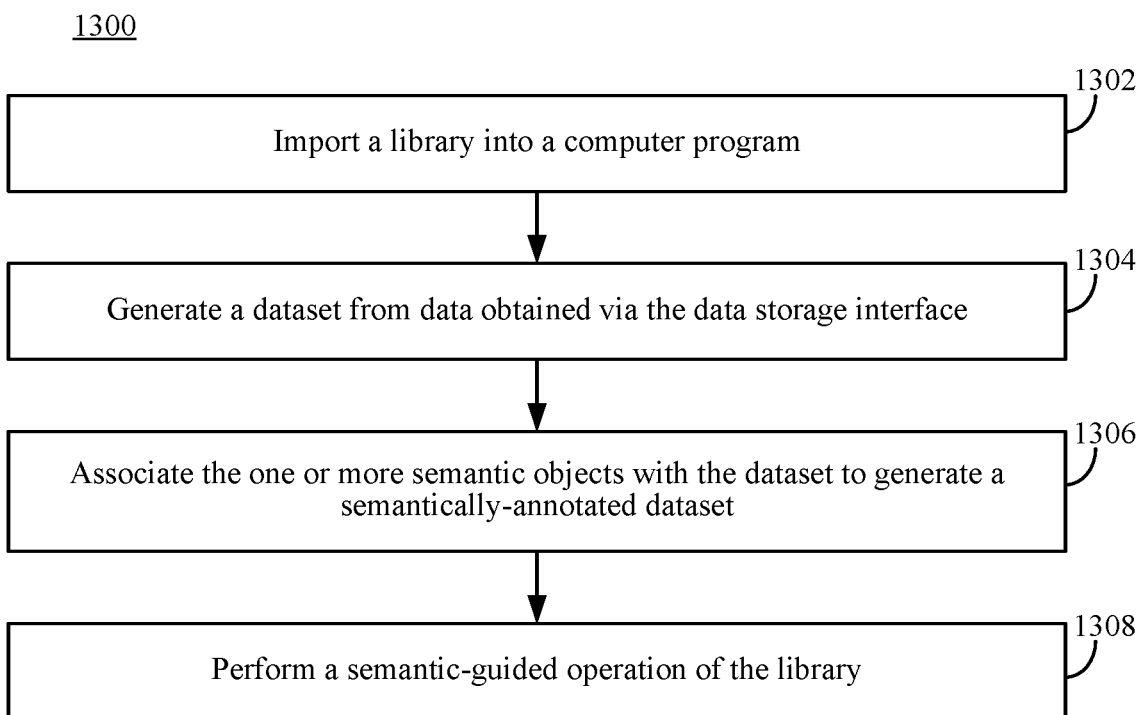 1300
1302
Import a library into a computer program
1304
Generate a dataset from data obtained via the data storage interface
1306
Associate the one or more semantic objects with the dataset to generate a
semantically-annotated dataset
1308
Perform a semantic-guided operation of the library